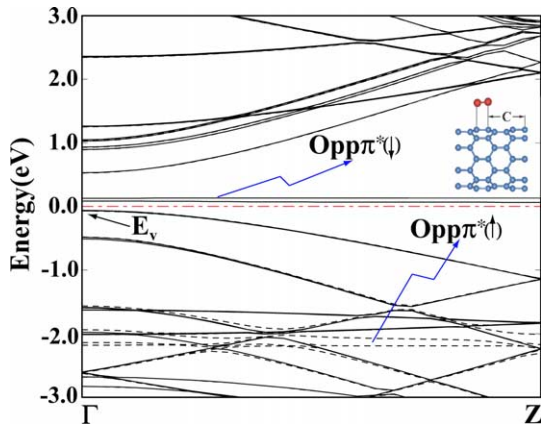 3.0
2.0
C
Oppπ*(↓)
1.0
0.0
E_v
Oppπ*(↑)
-1.0
-2.0
-3.0
Γ Z
Energy(eV)